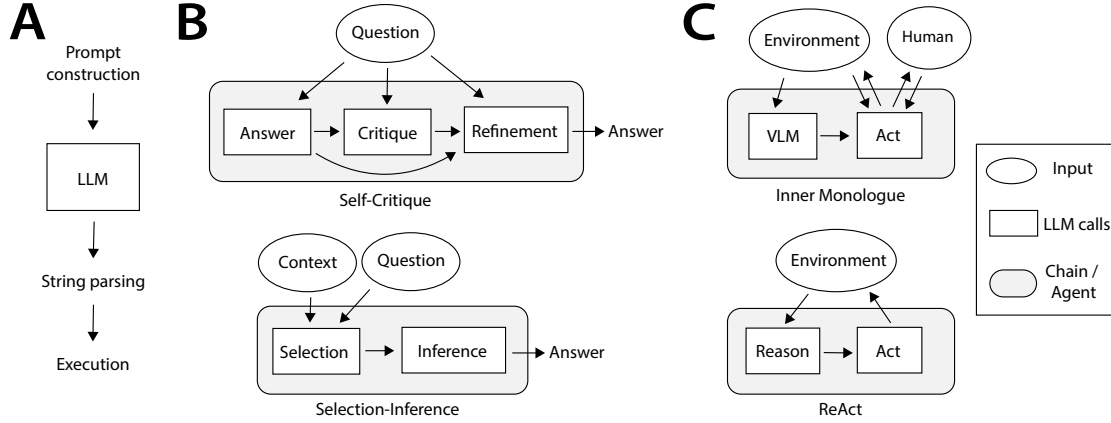 A
Prompt
construction
LLM
String parsing
Execution
B
Question
Answer
Critique
Refinement
Answer
Self-Critique
Context
Question
Selection
Inference
Answer
Selection-Inference
C
Environment
Human
VLM
Act
Inner Monologue
Environment
Reason
Act
ReAct
Input
LLM calls
Chain /
Agent